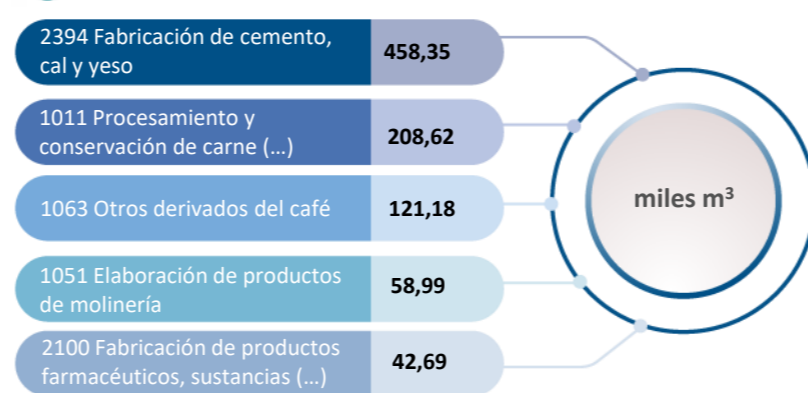 2394 Fabricación de cemento,
cal y yeso
458,35
1011 Procesamiento y
conservación de carne (...)
208,62
1063 Otros derivados del café
121,18
1051 Elaboración de productos
de molinería
58,99
2100 Fabricación de productos
farmacéuticos, sustancias (...)
42,69
miles m³